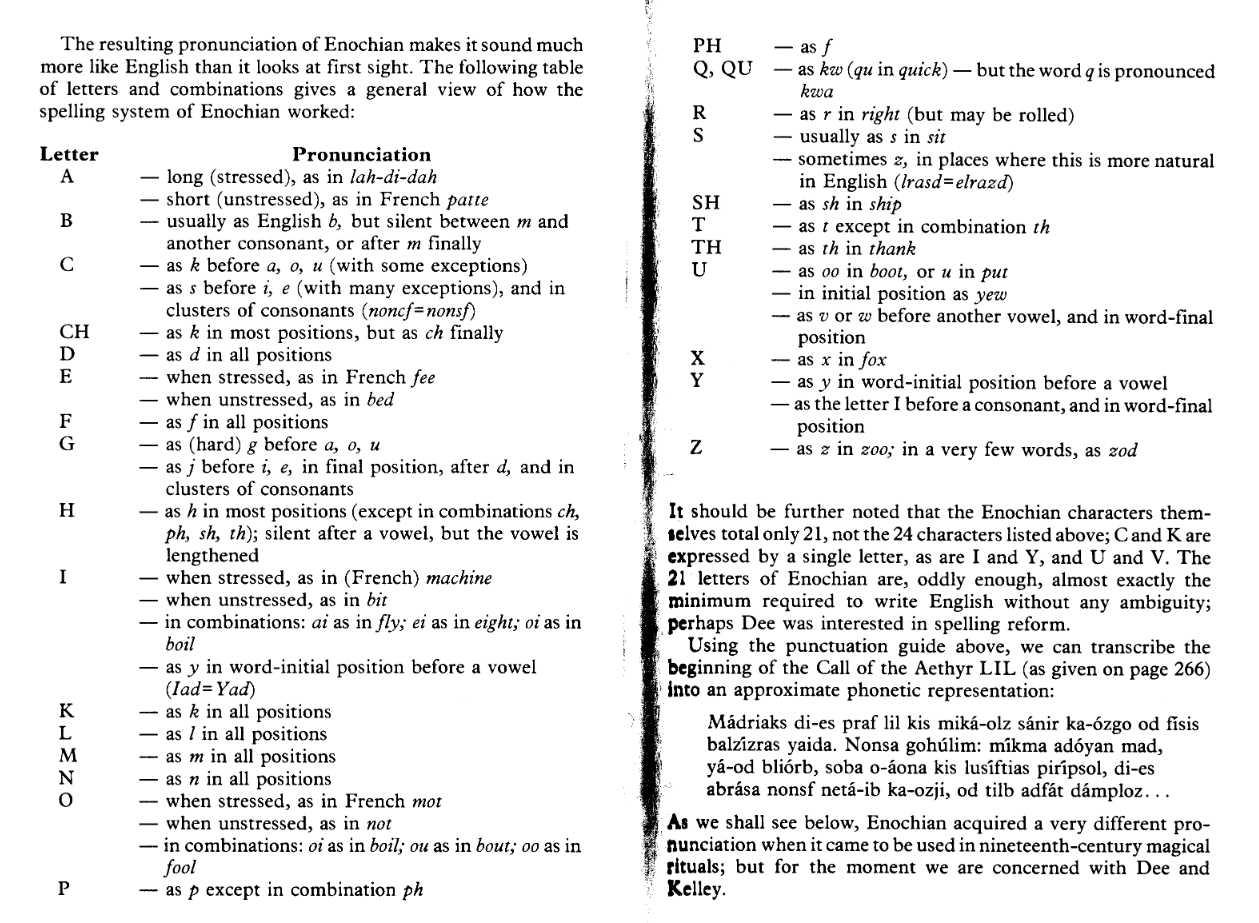 The resulting pronunciation of Enochian makes it sound much
more like English than it looks at first sight. The following table
of letters and combinations gives a general view of how the
spelling system of Enochian worked:
Letter Pronunciation
A — long (stressed), as in lah-di-dah
— short (unstressed), as in French patte
B — usually as English b, but silent between m and
another consonant, or after m finally
C — as k before a, o, u (with some exceptions)
— as s before i, e (with many exceptions), and in
clusters of consonants (noncf=nonsf)
CH — as k in most positions, but as ch finally
D — as d in all positions
E — when stressed, as in French fee
— when unstressed, as in bed
F — as f in all positions
G — as (hard) g before a, o, u
— as j before i, e, in final position, after d, and in
clusters of consonants
H — as h in most positions (except in combinations ch,
ph, sh, th); silent after a vowel, but the vowel is
lengthened
I — when stressed, as in (French) machine
— when unstressed, as in bit
— in combinations: ai as in fly; ei as in eight; oi as in
boil
— as y in word-initial position before a vowel
(Iad=Yad)
K — as k in all positions
L — as l in all positions
M — as m in all positions
N — as n in all positions
O — when stressed, as in French mot
— when unstressed, as in not
— in combinations: oi as in boil; ou as in bout; oo as in
fool
P — as p except in combination ph
PH — as f
Q, QU — as kw (qu in quick) — but the word q is pronounced
kwa
R — as r in right (but may be rolled)
S — usually as s in sit
— sometimes z, in places where this is more natural
in English (lrasd=elrazd)
SH — as sh in ship
T — as t except in combination th
TH — as th in thank
U — as oo in boot, or u in put
— in initial position as yew
— as v or w before another vowel, and in word-final
position
X — as x in fox
Y — as y in word-initial position before a vowel
— as the letter I before a consonant, and in word-final
position
Z — as z in zoo; in a very few words, as zod
It should be further noted that the Enochian characters them-
selves total only 21, not the 24 characters listed above; C and K are
expressed by a single letter, as are I and Y, and U and V. The
21 letters of Enochian are, oddly enough, almost exactly the
minimum required to write English without any ambiguity;
perhaps Dee was interested in spelling reform.
Using the punctuation guide above, we can transcribe the
beginning of the Call of the Aethyr LIL (as given on page 266)
into an approximate phonetic representation:
Mádriaks di-es praf lil kis miká-olz sánir ka-ózgo od físis
balzízras yaida. Nonsa gohúlim: míkma adóyan mad,
yá-od bliórb, soba o-áona kis lusíftias pirípsol, di-es
abrása nonsf netá-ib ka-ozji, od tilb adfát dámploz...
As we shall see below, Enochian acquired a very different pro-
nunciation when it came to be used in nineteenth-century magical
rituals; but for the moment we are concerned with Dee and
Kelley.